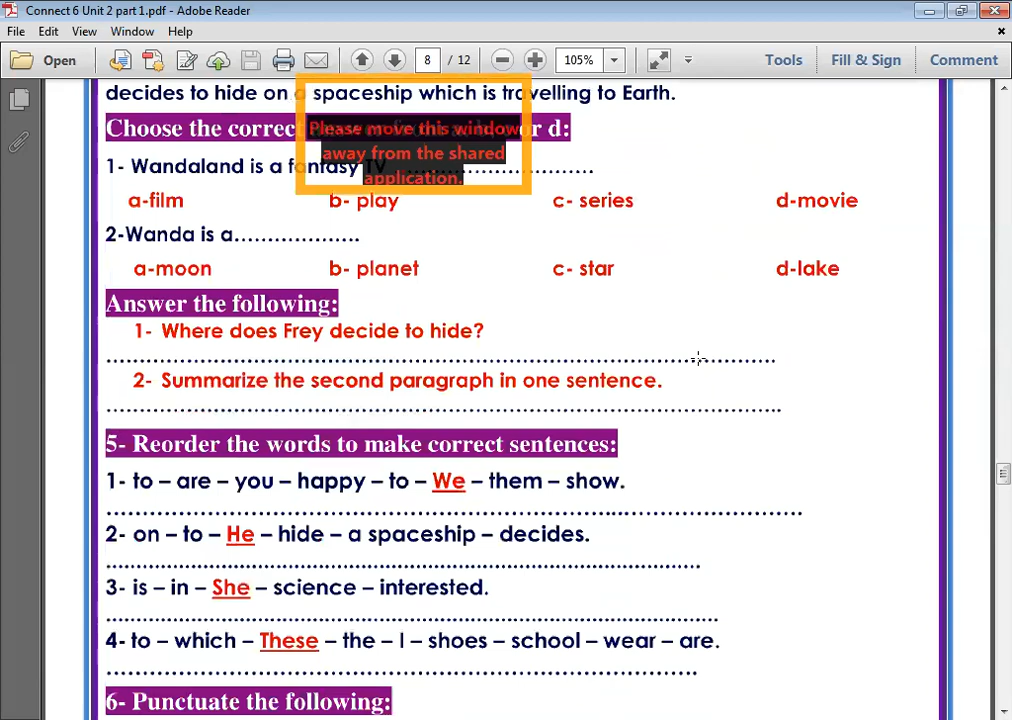 Connect 6 Unit 2 part 1.pdf - Adobe Reader
File Edit View Window Help
Open 8 / 12 105% Tools Fill & Sign Comment
decides to hide on a spaceship which is travelling to Earth.
Choose the correct or d:
Please move this window
away from the shared
application.
1- Wandaland is a fantasy TV ............................
a-film b- play c- series d-movie
2-Wanda is a...................
a-moon b- planet c- star d-lake
Answer the following:
1- Where does Frey decide to hide?
2- Summarize the second paragraph in one sentence.
5- Reorder the words to make correct sentences:
1- to – are – you – happy – to – We – them – show.
2- on – to – He – hide – a spaceship – decides.
3- is – in – She – science – interested.
4- to – which – These – the – I – shoes – school – wear – are.
6- Punctuate the following: